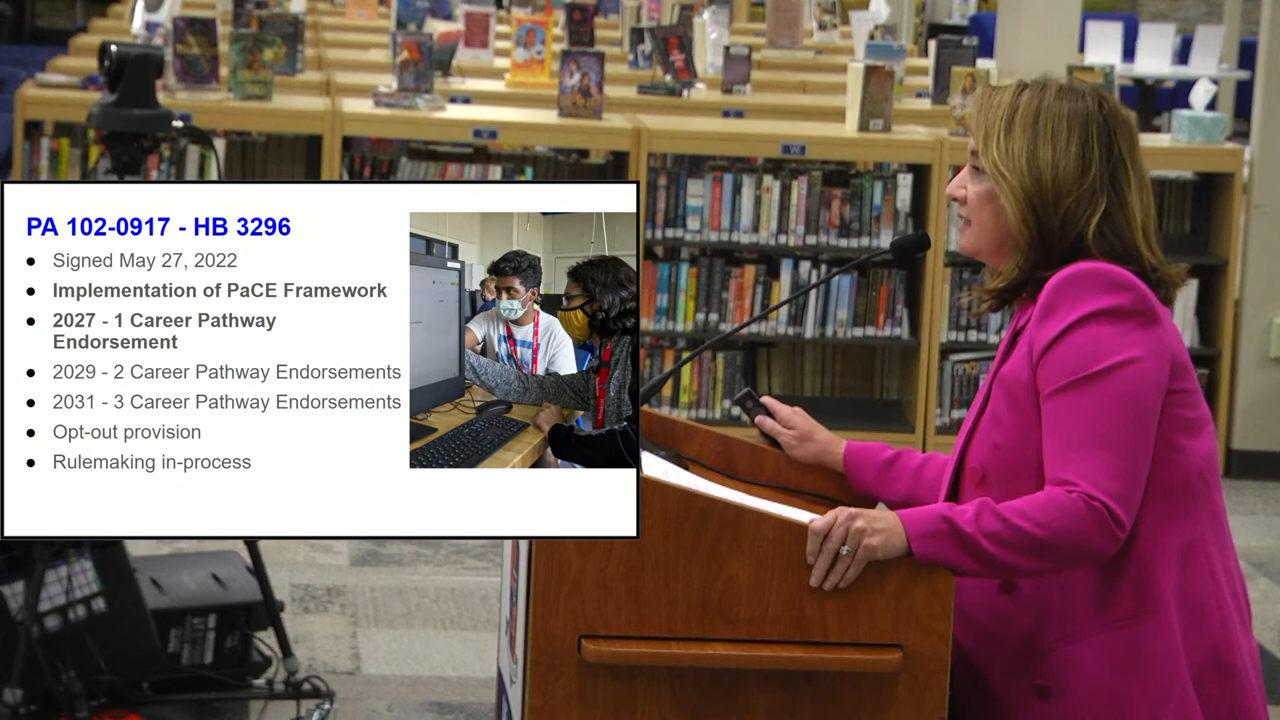 PA 102-0917 - HB 3296
● Signed May 27, 2022
● Implementation of PaCE Framework
● 2027 - 1 Career Pathway
Endorsement
● 2029 - 2 Career Pathway Endorsements
● 2031 - 3 Career Pathway Endorsements
● Opt-out provision
● Rulemaking in-process
W